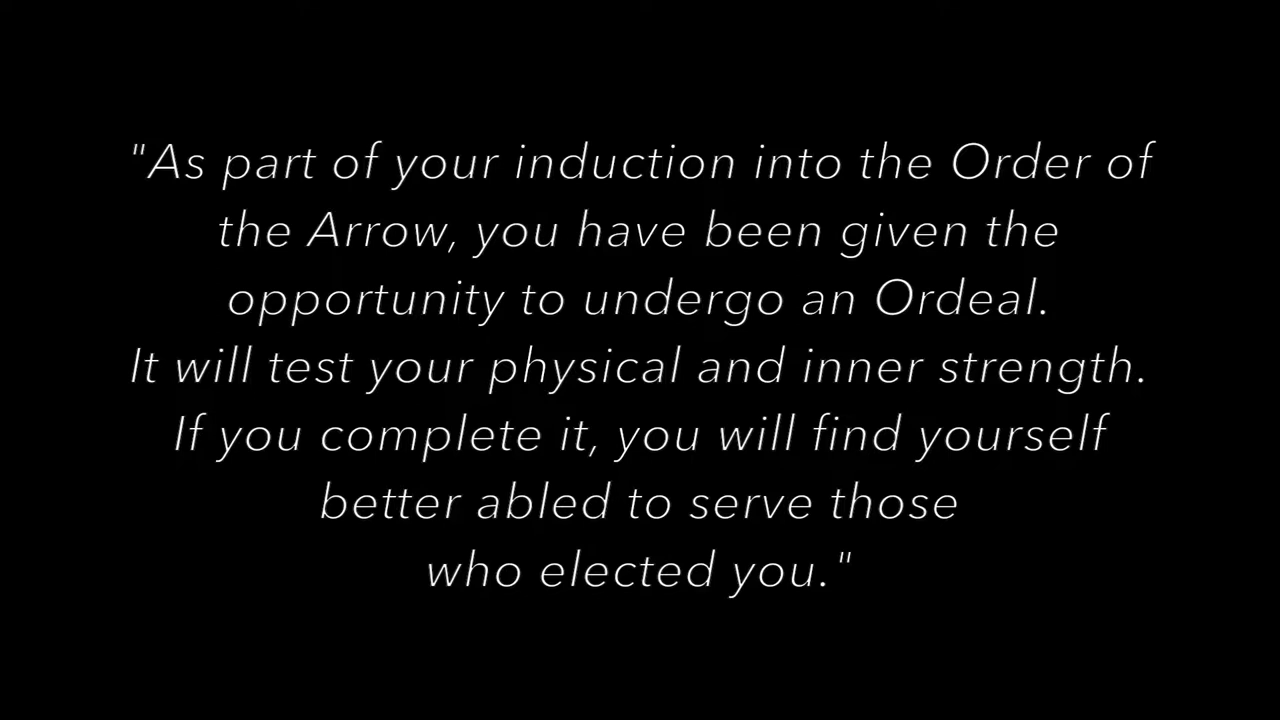 "As part of your induction into the Order of
the Arrow, you have been given the
opportunity to undergo an Ordeal.
It will test your physical and inner strength.
If you complete it, you will find yourself
better abled to serve those
who elected you."